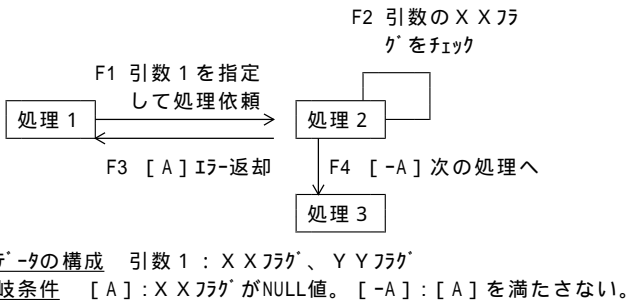 F2 引数のＸＸﾌﾗ
ｸﾞをﾁｪｯｸ
F1 引数１を指定
して処理依頼
処理１
処理２
F3 ［A］ｴﾗｰ返却
F4 ［-A］次の処理へ
処理３
ﾃﾞｰﾀの構成 引数１：ＸＸﾌﾗｸﾞ、ＹＹﾌﾗｸﾞ
岐条件 ［A］:ＸＸﾌﾗｸﾞがNULL値。［-A］:［A］を満たさない。